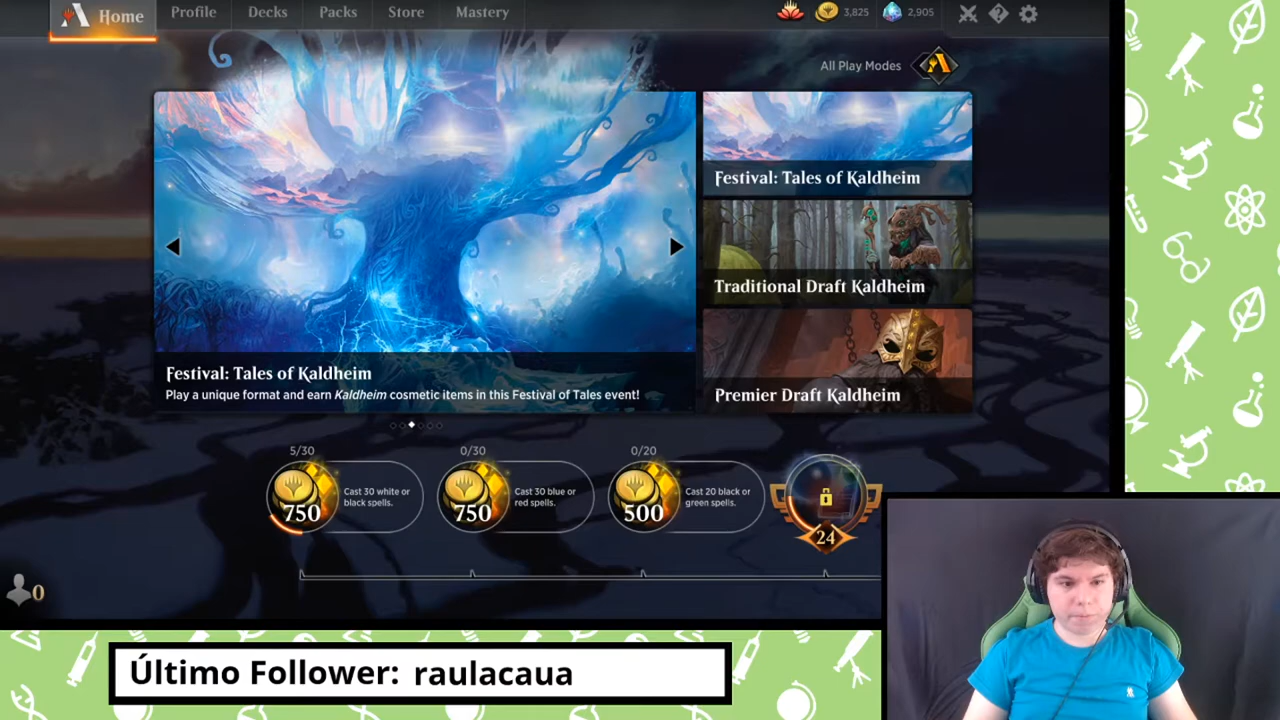 Home
Profile
Decks
Packs
Store
Mastery
3,825
2,905
All Play Modes
Festival: Tales of Kaldheim
Play a unique format and earn Kaldheim cosmetic items in this Festival of Tales event!
Festival: Tales of Kaldheim
Traditional Draft Kaldheim
Premier Draft Kaldheim
5/30
750
Cast 30 white or
black spells.
0/30
750
Cast 30 blue or
red spells.
0/20
500
Cast 20 black or
green spells.
24
0
Último Follower: raulacaua